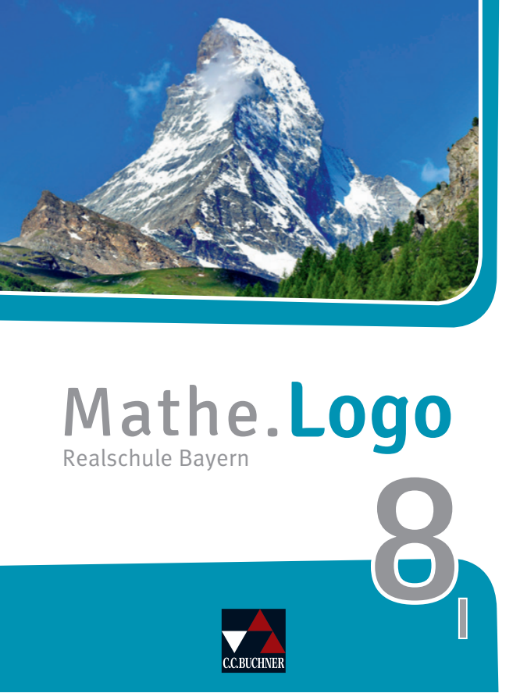 Mathe.Logo
Realschule Bayern
8
I
C.C.BUCHNER